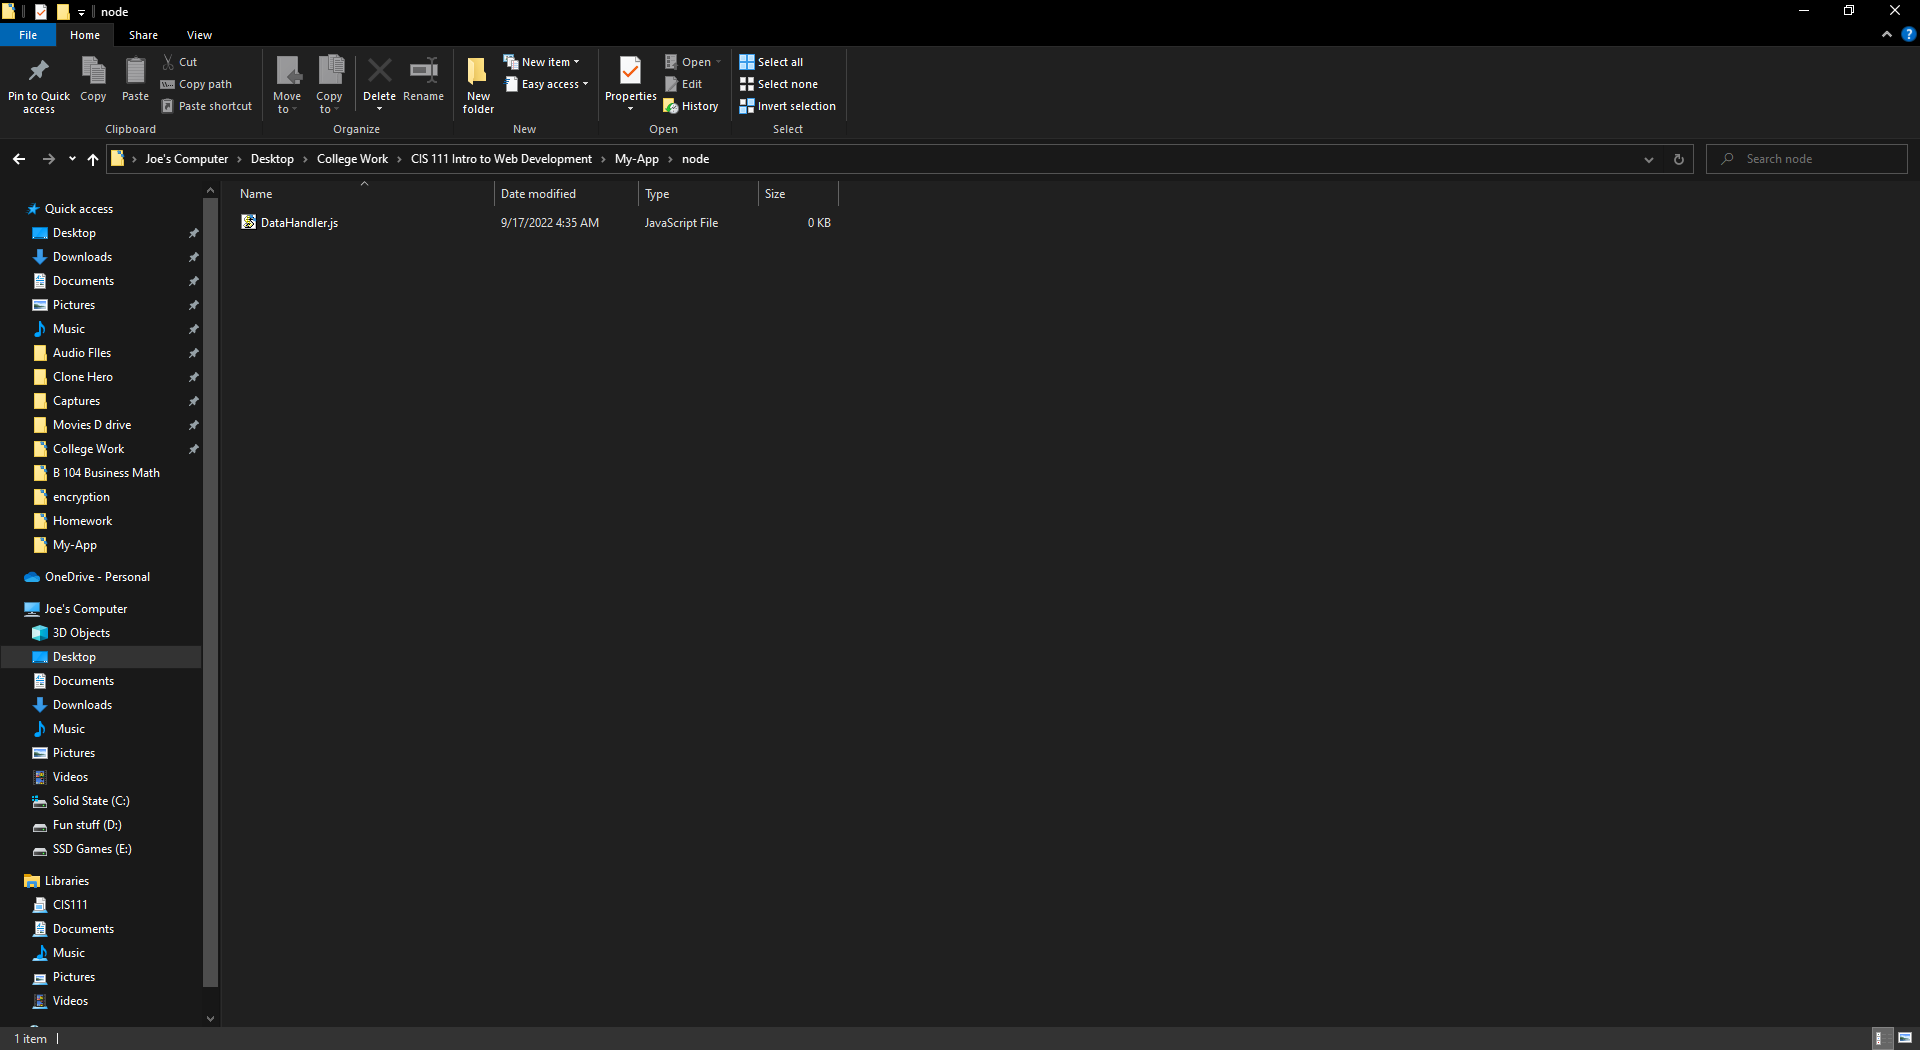 node
File Home Share View
Pin to Quick access
Copy
Paste
Cut
Copy path
Paste shortcut
Clipboard
Move to
Copy to
Delete
Rename
Organize
New folder
New item
Easy access
New
Properties
Open
Edit
History
Open
Select all
Select none
Invert selection
Select
Joe's Computer > Desktop > College Work > CIS 111 Intro to Web Development > My-App > node
Search node
Name Date modified Type Size
DataHandler.js 9/17/2022 4:35 AM JavaScript File 0 KB
Quick access
Desktop
Downloads
Documents
Pictures
Music
Audio FIles
Clone Hero
Captures
Movies D drive
College Work
B 104 Business Math
encryption
Homework
My-App
OneDrive - Personal
Joe's Computer
3D Objects
Desktop
Documents
Downloads
Music
Pictures
Videos
Solid State (C:)
Fun stuff (D:)
SSD Games (E:)
Libraries
CIS111
Documents
Music
Pictures
Videos
1 item